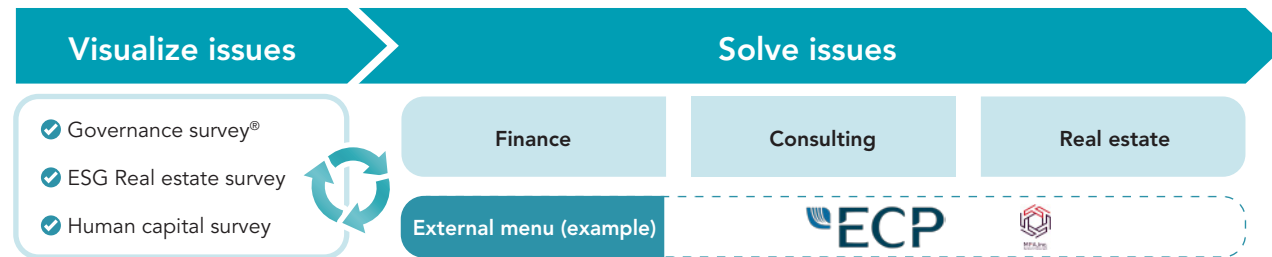 Visualize issues
Solve issues
Governance survey®
ESG Real estate survey
Human capital survey
Finance
Consulting
Real estate
External menu (example)
ECP